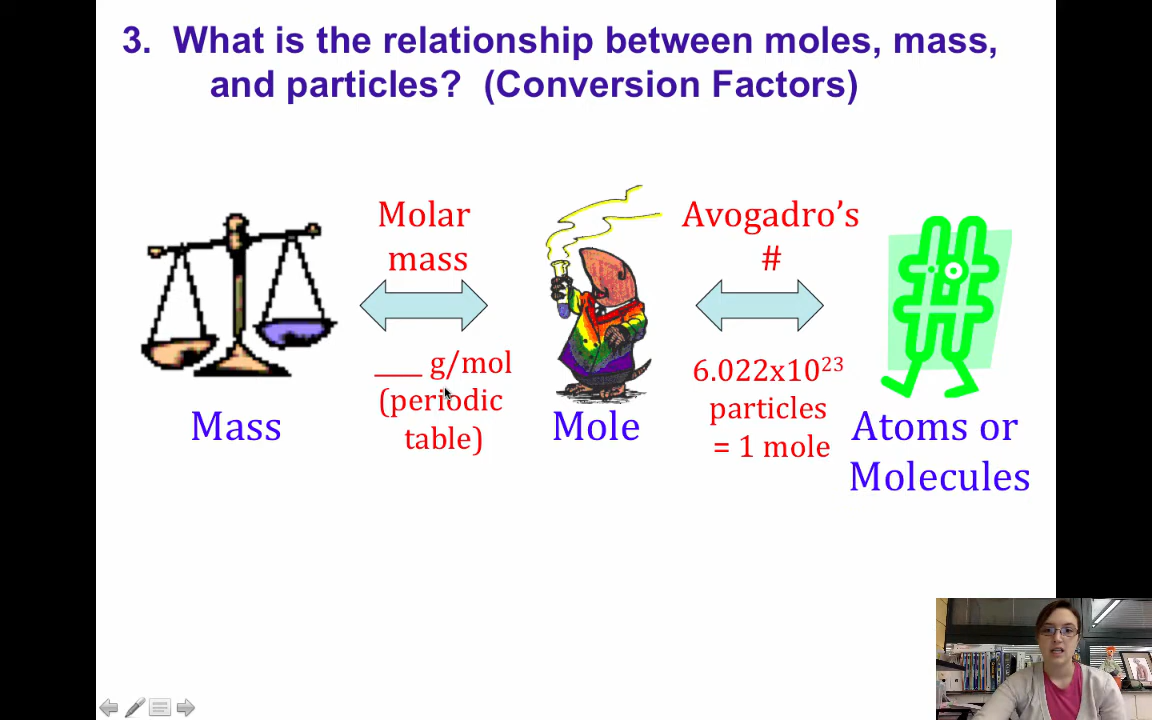 3. What is the relationship between moles, mass,
and particles? (Conversion Factors)
Molar
mass
Avogadro's
#
___ g/mol
(periodic
table)
6.022x10²³
particles
= 1 mole
Mass
Mole
Atoms or
Molecules